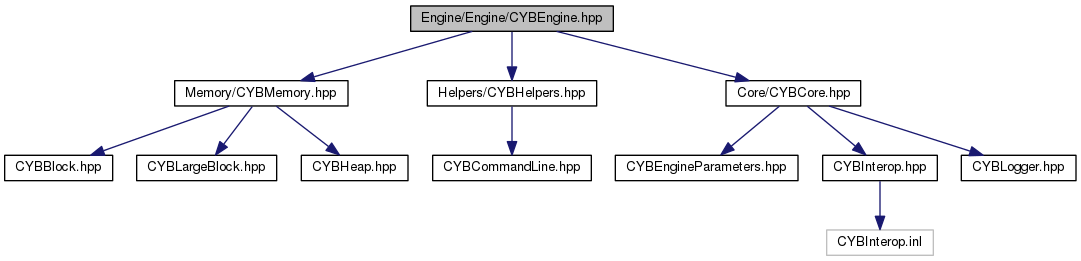 Engine/Engine/CYBEngine.hpp
Memory/CYBMemory.hpp
Helpers/CYBHelpers.hpp
Core/CYBCore.hpp
CYBBlock.hpp
CYBLargeBlock.hpp
CYBHeap.hpp
CYBCommandLine.hpp
CYBEngineParameters.hpp
CYBInterop.hpp
CYBLogger.hpp
CYBInterop.inl